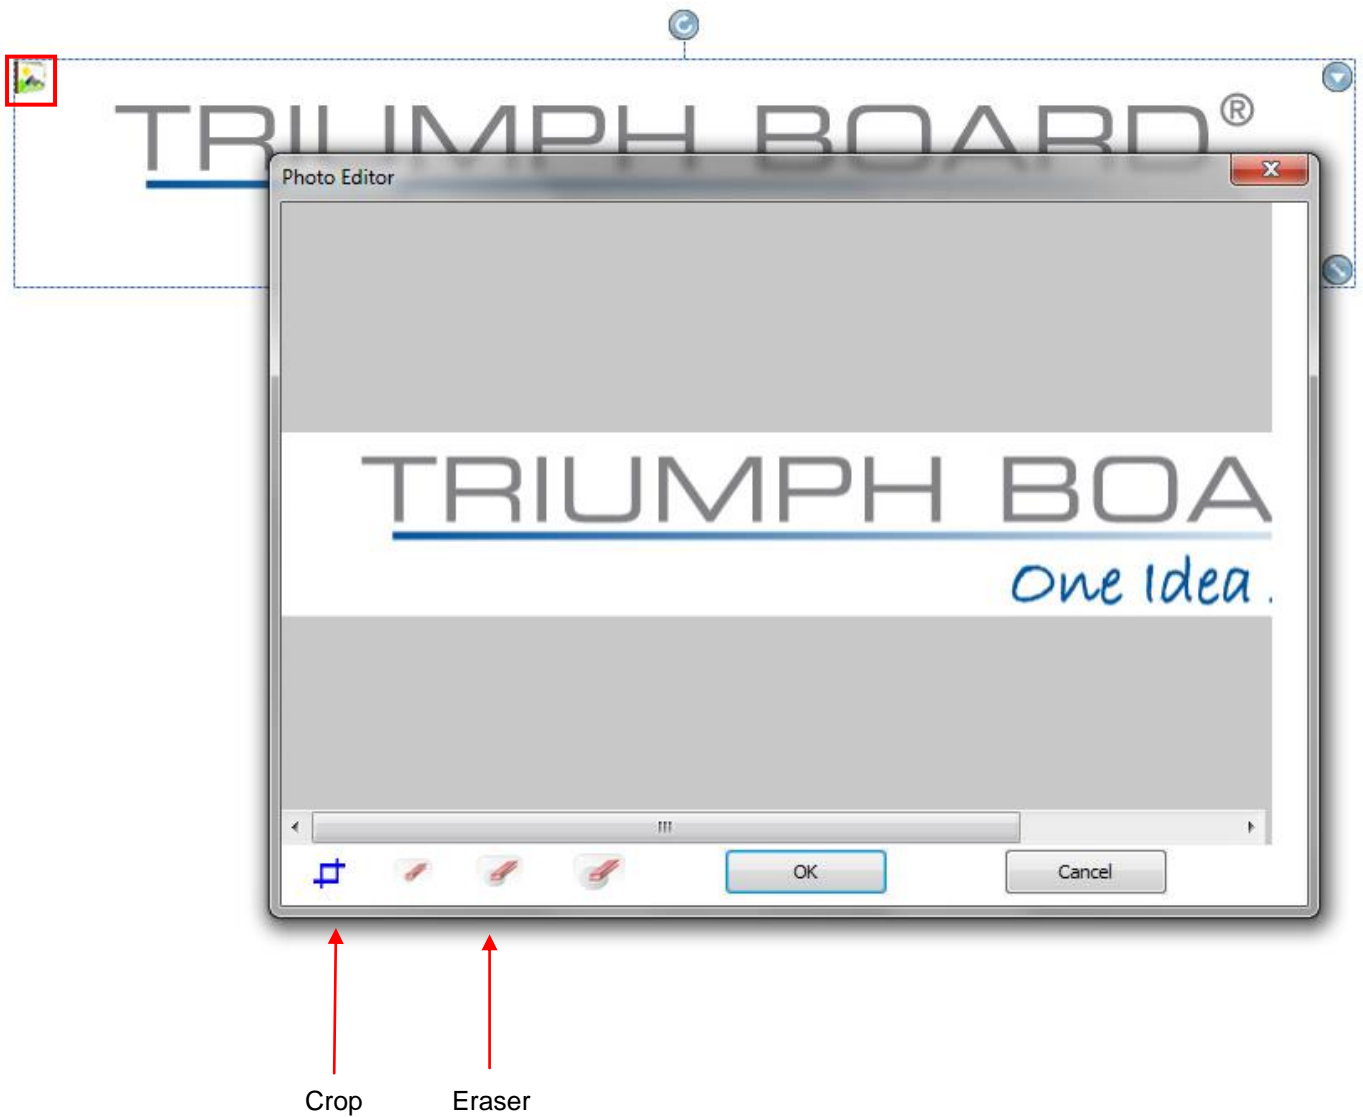 TRIUMPH BOARD®
Photo Editor
TRIUMPH BOA
One Idea .
OK Cancel
Crop Eraser